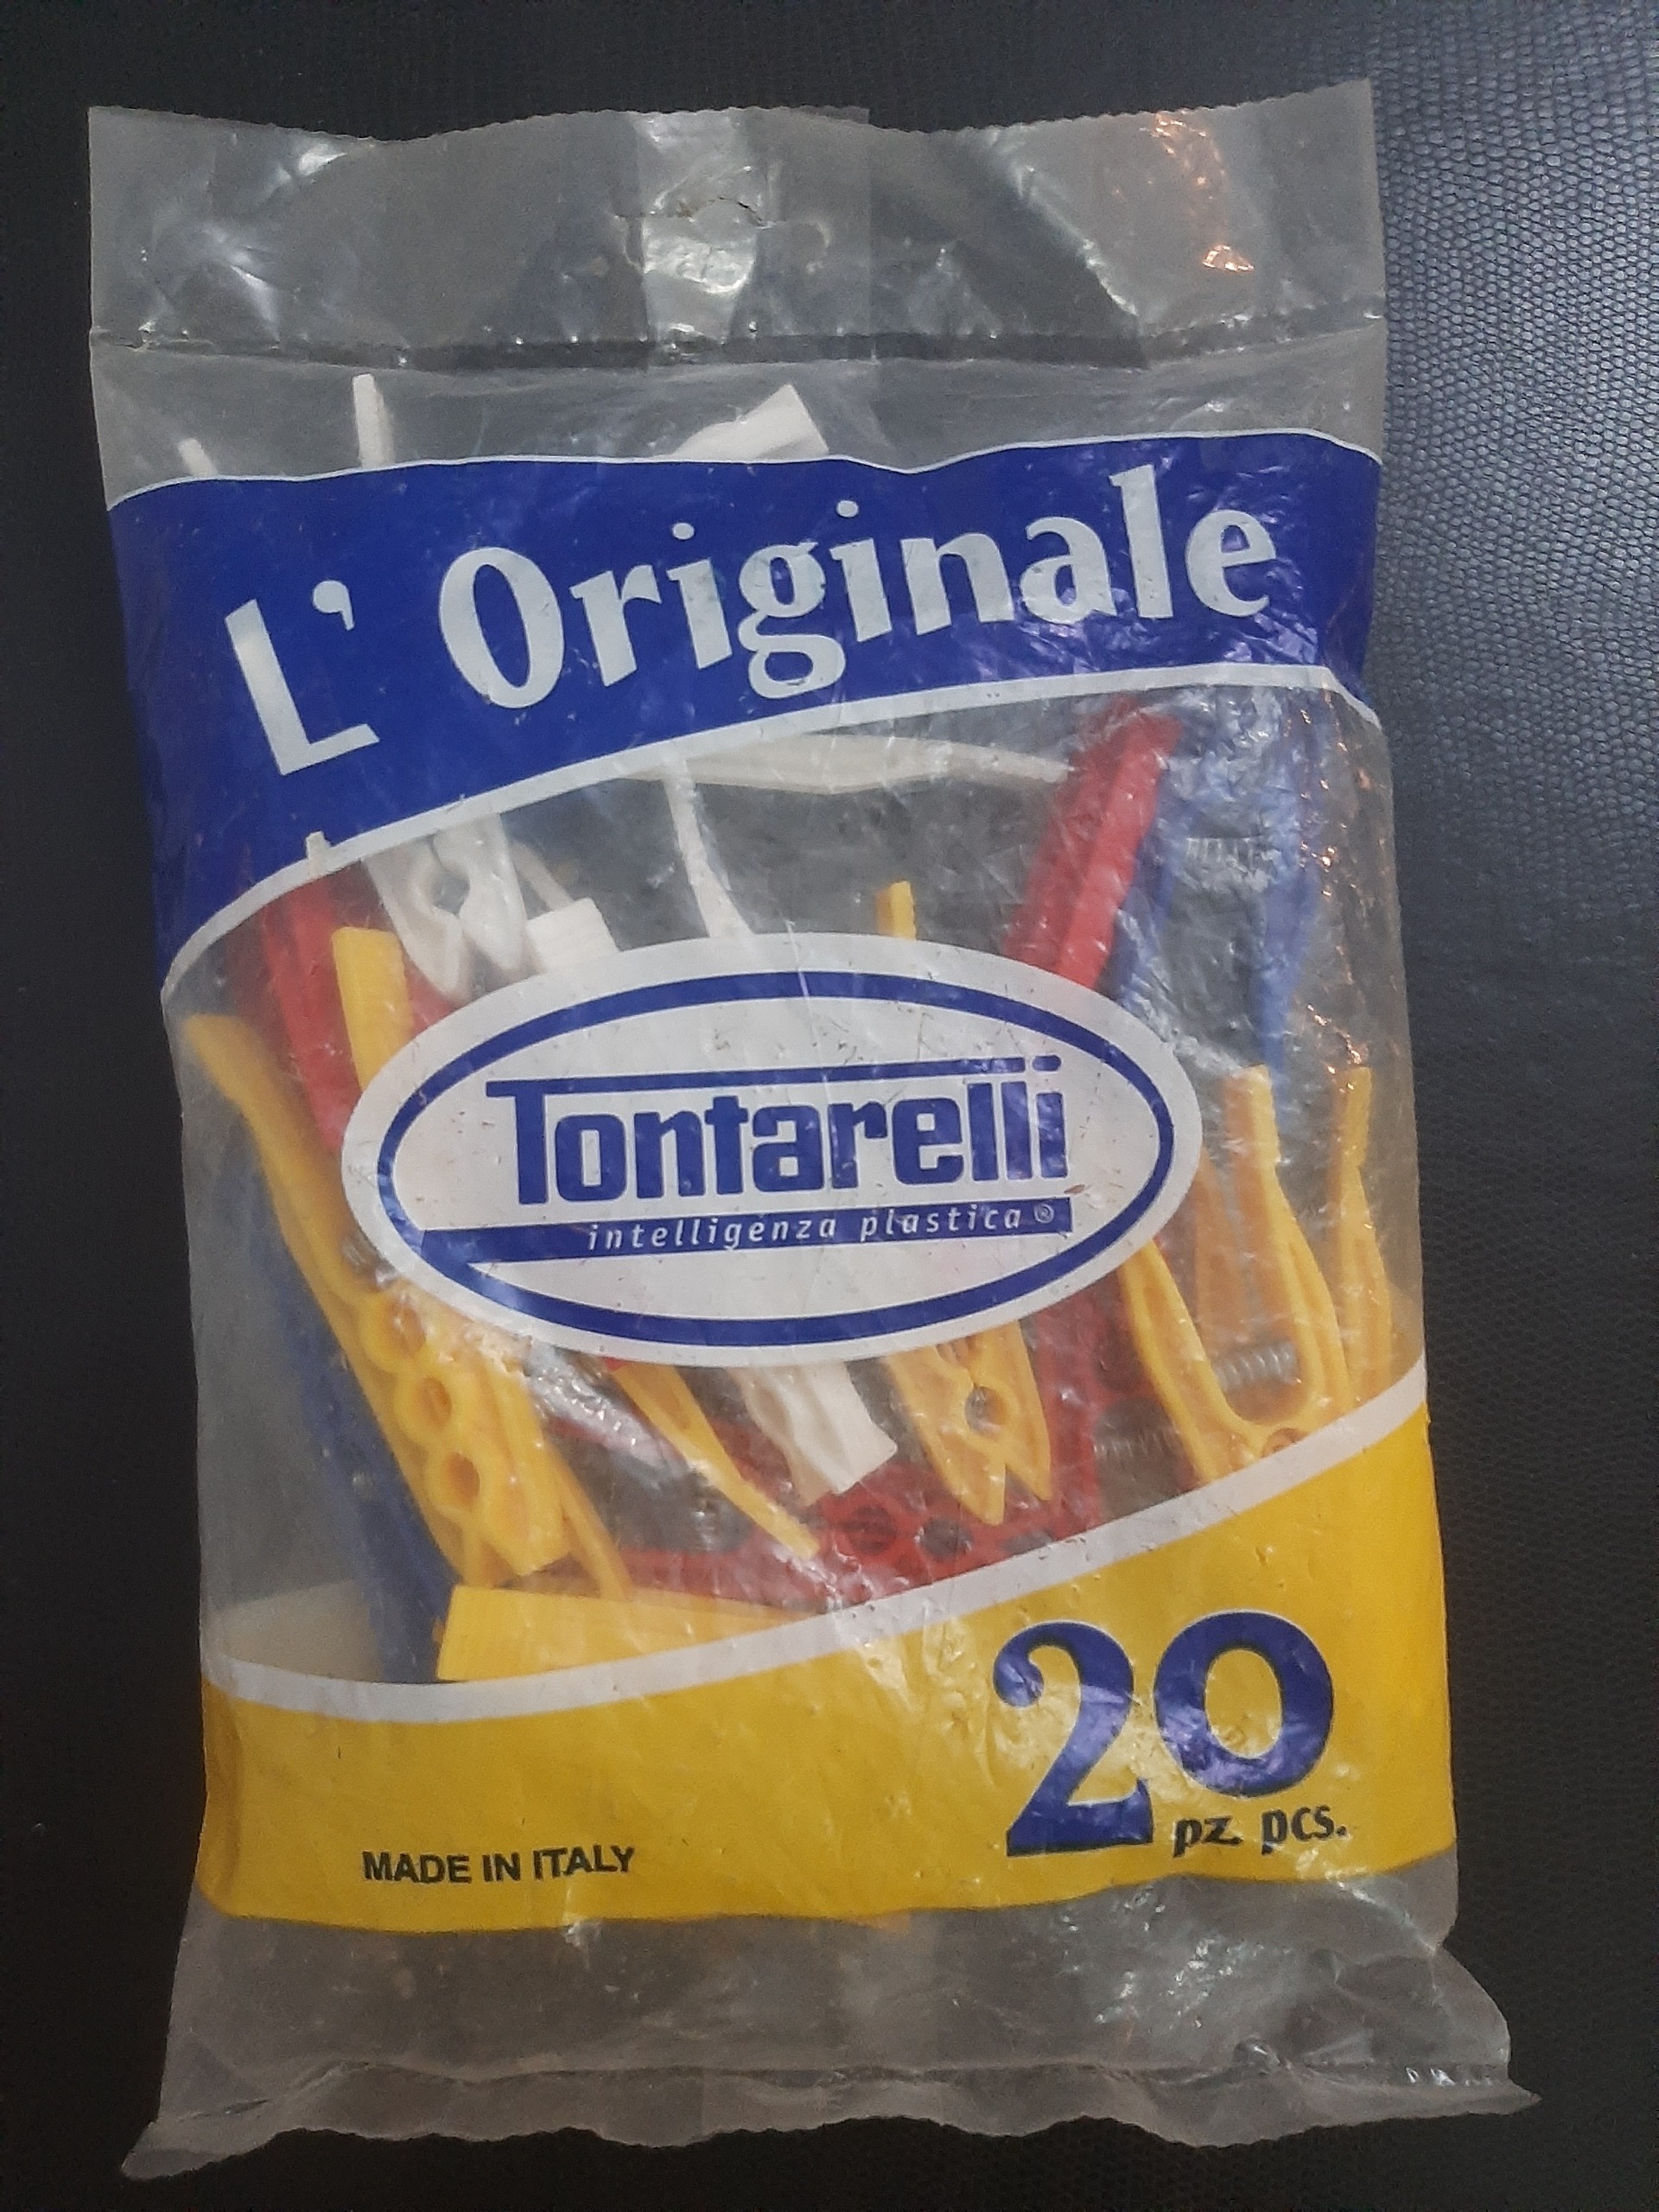 L' Originale
Tontarelli
intelligenza plastica®
20
pz. pcs.
MADE IN ITALY